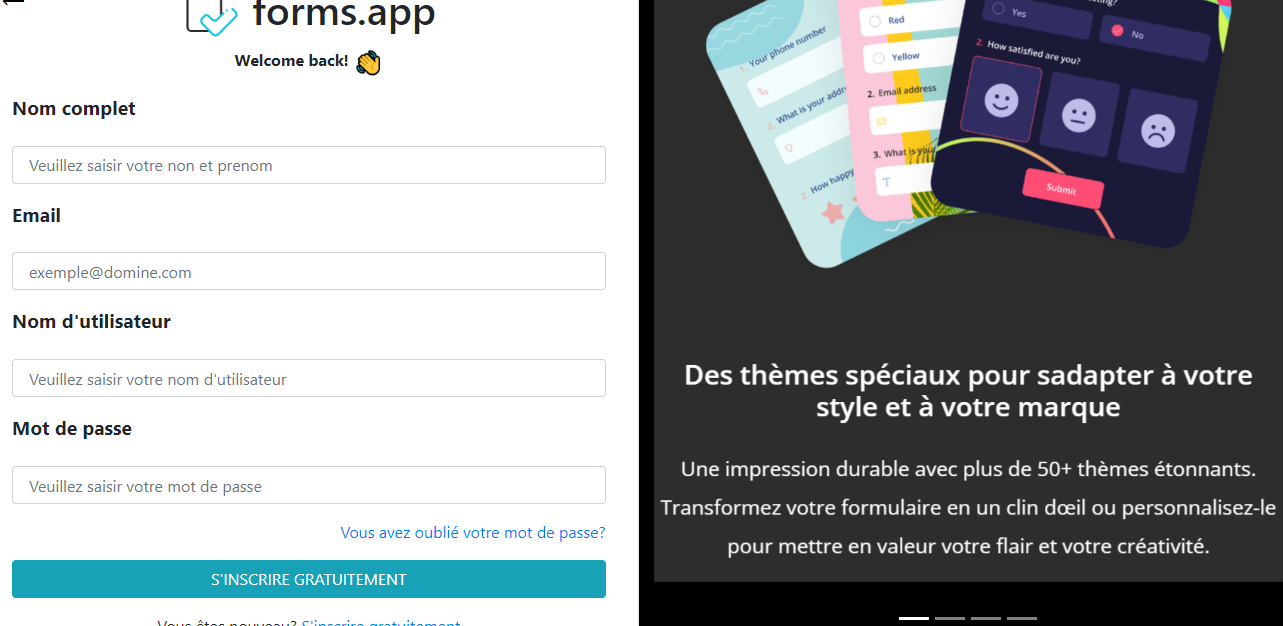 forms.app
Welcome back!
Nom complet
Veuillez saisir votre non et prenom
Email
exemple@domine.com
Nom d'utilisateur
Veuillez saisir votre nom d'utilisateur
Mot de passe
Veuillez saisir votre mot de passe
Vous avez oublié votre mot de passe?
S'INSCRIRE GRATUITEMENT
Vous êtes nouveau? S'inscrire gratuitement
1. Your phone number
2. What is your addr
2. How happy
Red
Yellow
2. Email address
3. What is your
T
Yes
No
2. How satisfied are you?
Submit
Des thèmes spéciaux pour sadapter à votre
style et à votre marque
Une impression durable avec plus de 50+ thèmes étonnants.
Transformez votre formulaire en un clin dœil ou personnalisez-le
pour mettre en valeur votre flair et votre créativité.